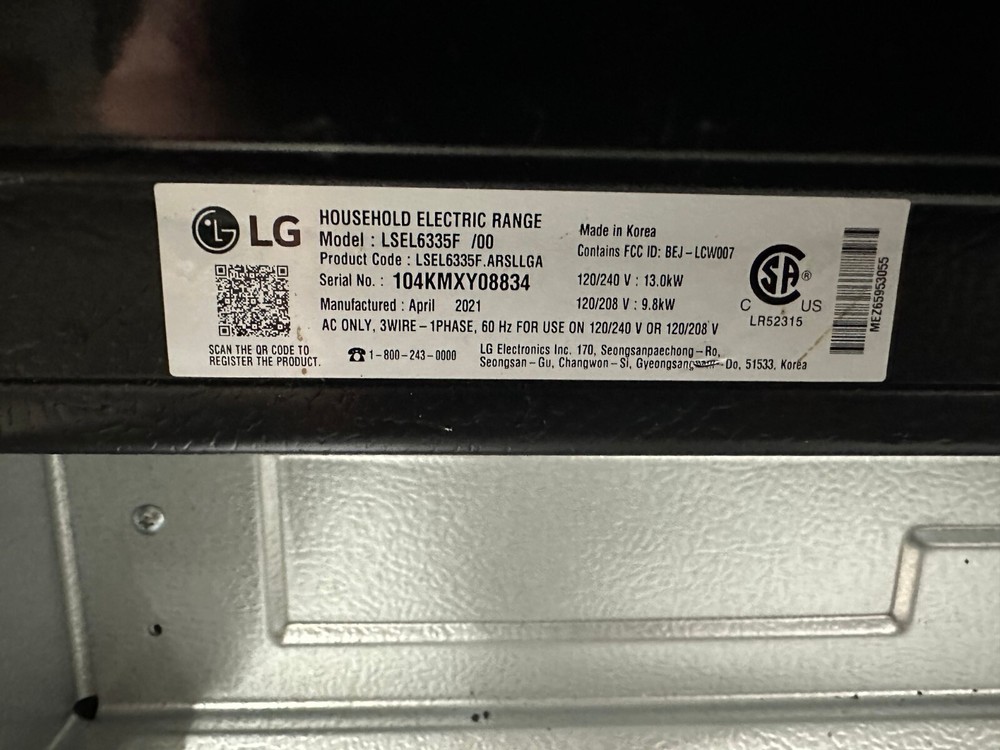 LG
HOUSEHOLD ELECTRIC RANGE
Model : LSEL6335F /00
Product Code : LSEL6335F.ARSLLGA
Serial No. : 104KMXY08834
Manufactured : April 2021
Made in Korea
Contains FCC ID: BEJ-LCW007
120/240 V : 13.0kW
120/208 V : 9.8kW
AC ONLY, 3WIRE-1PHASE, 60 Hz FOR USE ON 120/240 V OR 120/208 V
SCAN THE QR CODE TO
REGISTER THE PRODUCT.
1-800-243-0000
LG Electronics Inc. 170, Seongsanpaechong-Ro,
Seongsan-Gu, Changwon-Si, -Do, 51533, Korea
SA ®
C US
LR52315
MEZ65953055